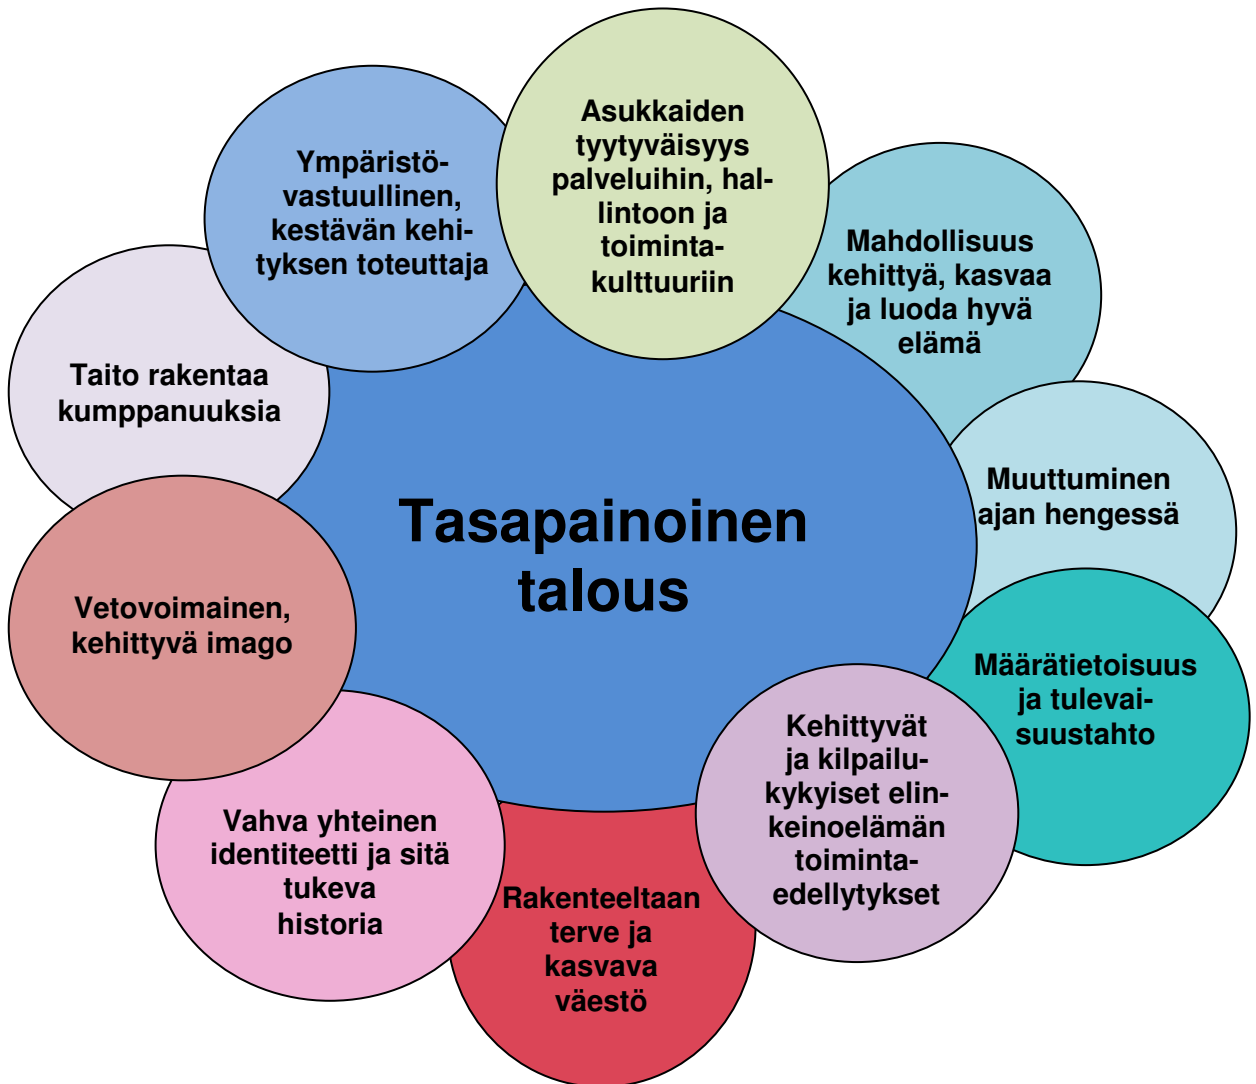 Asukkaiden
tyytyväisyys
palveluihin, hal-
lintoon ja
toiminta-
kulttuuriin
Ympäristö-
vastuullinen,
kestävän kehi-
tyksen toteuttaja
Mahdollisuus
kehittyä, kasvaa
ja luoda hyvä
elämä
Taito rakentaa
kumppanuuksia
Muuttuminen
ajan hengessä
Tasapainoinen
talous
Vetovoimainen,
kehittyvä imago
Määrätietoisuus
ja tulevai-
suustahto
Kehittyvät
ja kilpailu-
kykyiset elin-
keinoelämän
toiminta-
edellytykset
Vahva yhteinen
identiteetti ja sitä
tukeva
historia
Rakenteeltaan
terve ja
kasvava
väestö